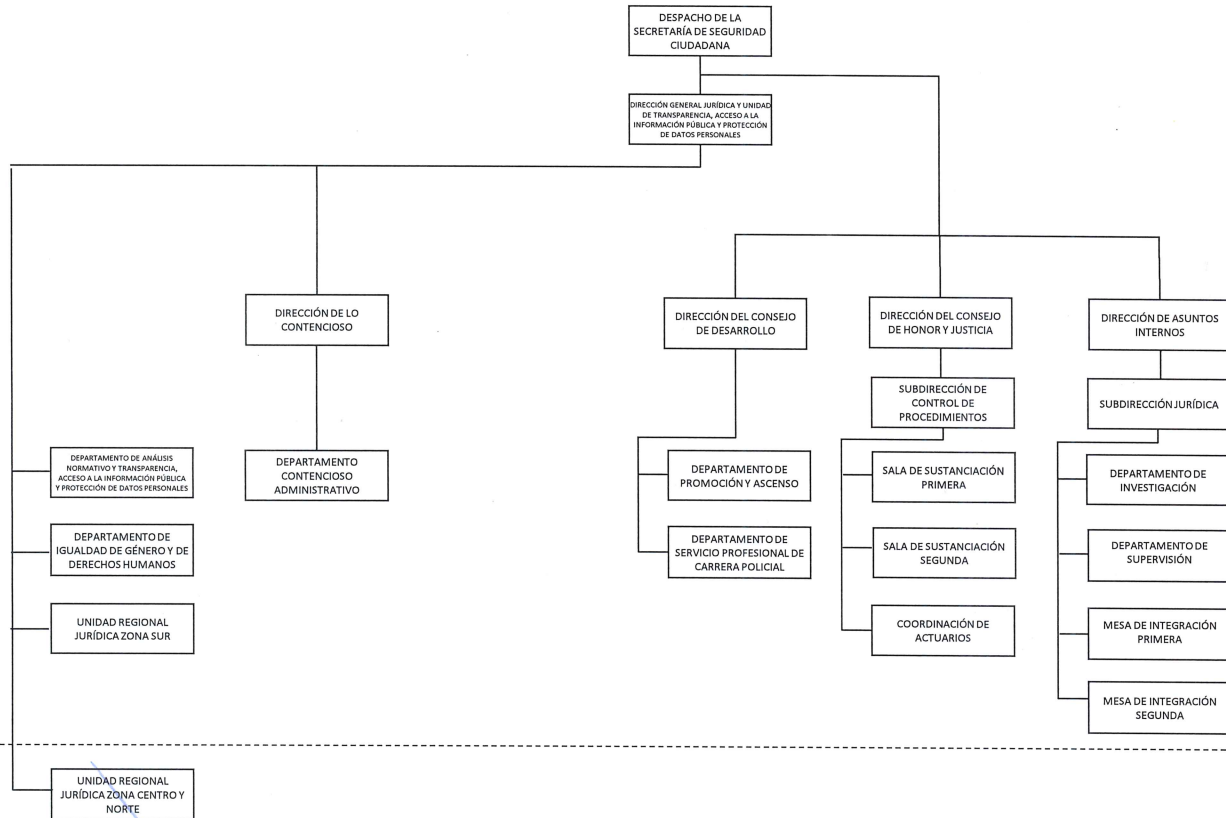 DESPACHO DE LA
SECRETARÍA DE SEGURIDAD
CIUDADANA
DIRECCIÓN GENERAL JURÍDICA Y UNIDAD
DE TRANSPARENCIA, ACCESO A LA
INFORMACIÓN PÚBLICA Y PROTECCIÓN
DE DATOS PERSONALES
DIRECCIÓN DE LO
CONTENCIOSO
DEPARTAMENTO
CONTENCIOSO
ADMINISTRATIVO
DEPARTAMENTO DE ANÁLISIS
NORMATIVO Y TRANSPARENCIA,
ACCESO A LA INFORMACIÓN PÚBLICA
Y PROTECCIÓN DE DATOS PERSONALES
DEPARTAMENTO DE
IGUALDAD DE GÉNERO Y DE
DERECHOS HUMANOS
UNIDAD REGIONAL
JURÍDICA ZONA SUR
UNIDAD REGIONAL
JURÍDICA ZONA CENTRO Y
NORTE
DIRECCIÓN DEL CONSEJO
DE DESARROLLO
DEPARTAMENTO DE
PROMOCIÓN Y ASCENSO
DEPARTAMENTO DE
SERVICIO PROFESIONAL DE
CARRERA POLICIAL
DIRECCIÓN DEL CONSEJO
DE HONOR Y JUSTICIA
SUBDIRECCIÓN DE
CONTROL DE
PROCEDIMIENTOS
SALA DE SUSTANCIACIÓN
PRIMERA
SALA DE SUSTANCIACIÓN
SEGUNDA
COORDINACIÓN DE
ACTUARIOS
DIRECCIÓN DE ASUNTOS
INTERNOS
SUBDIRECCIÓN JURÍDICA
DEPARTAMENTO DE
INVESTIGACIÓN
DEPARTAMENTO DE
SUPERVISIÓN
MESA DE INTEGRACIÓN
PRIMERA
MESA DE INTEGRACIÓN
SEGUNDA